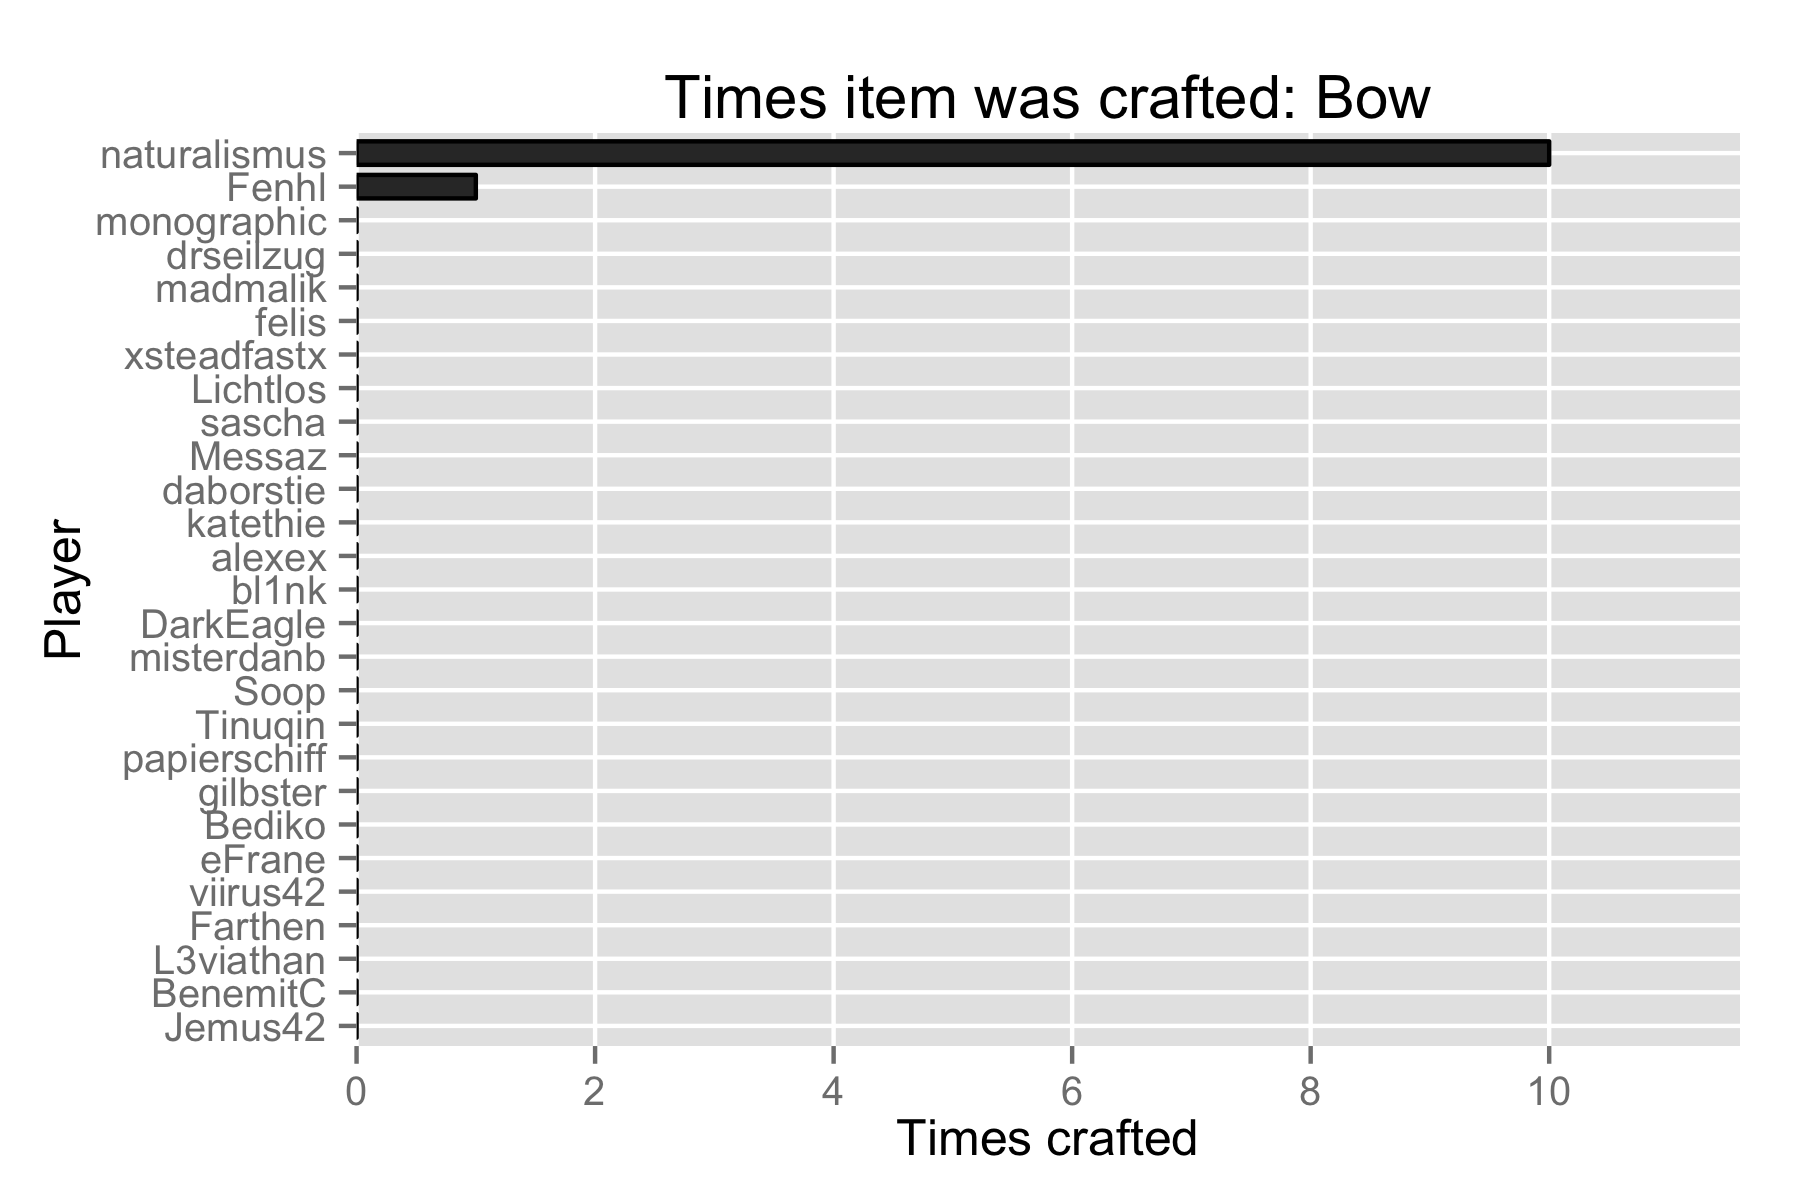 Times item was crafted: Bow
naturalismus
Fenhl
monographic
drseilzug
madmalik
felis
xsteadfastx
Lichtlos
sascha
Messaz
daborstie
katethie
alexex
bl1nk
DarkEagle
misterdanb
Soop
Tinuqin
papierschiff
gilbster
Bediko
eFrane
viirus42
Farthen
L3viathan
BenemitC
Jemus42
Player
0 2 4 6 8 10
Times crafted